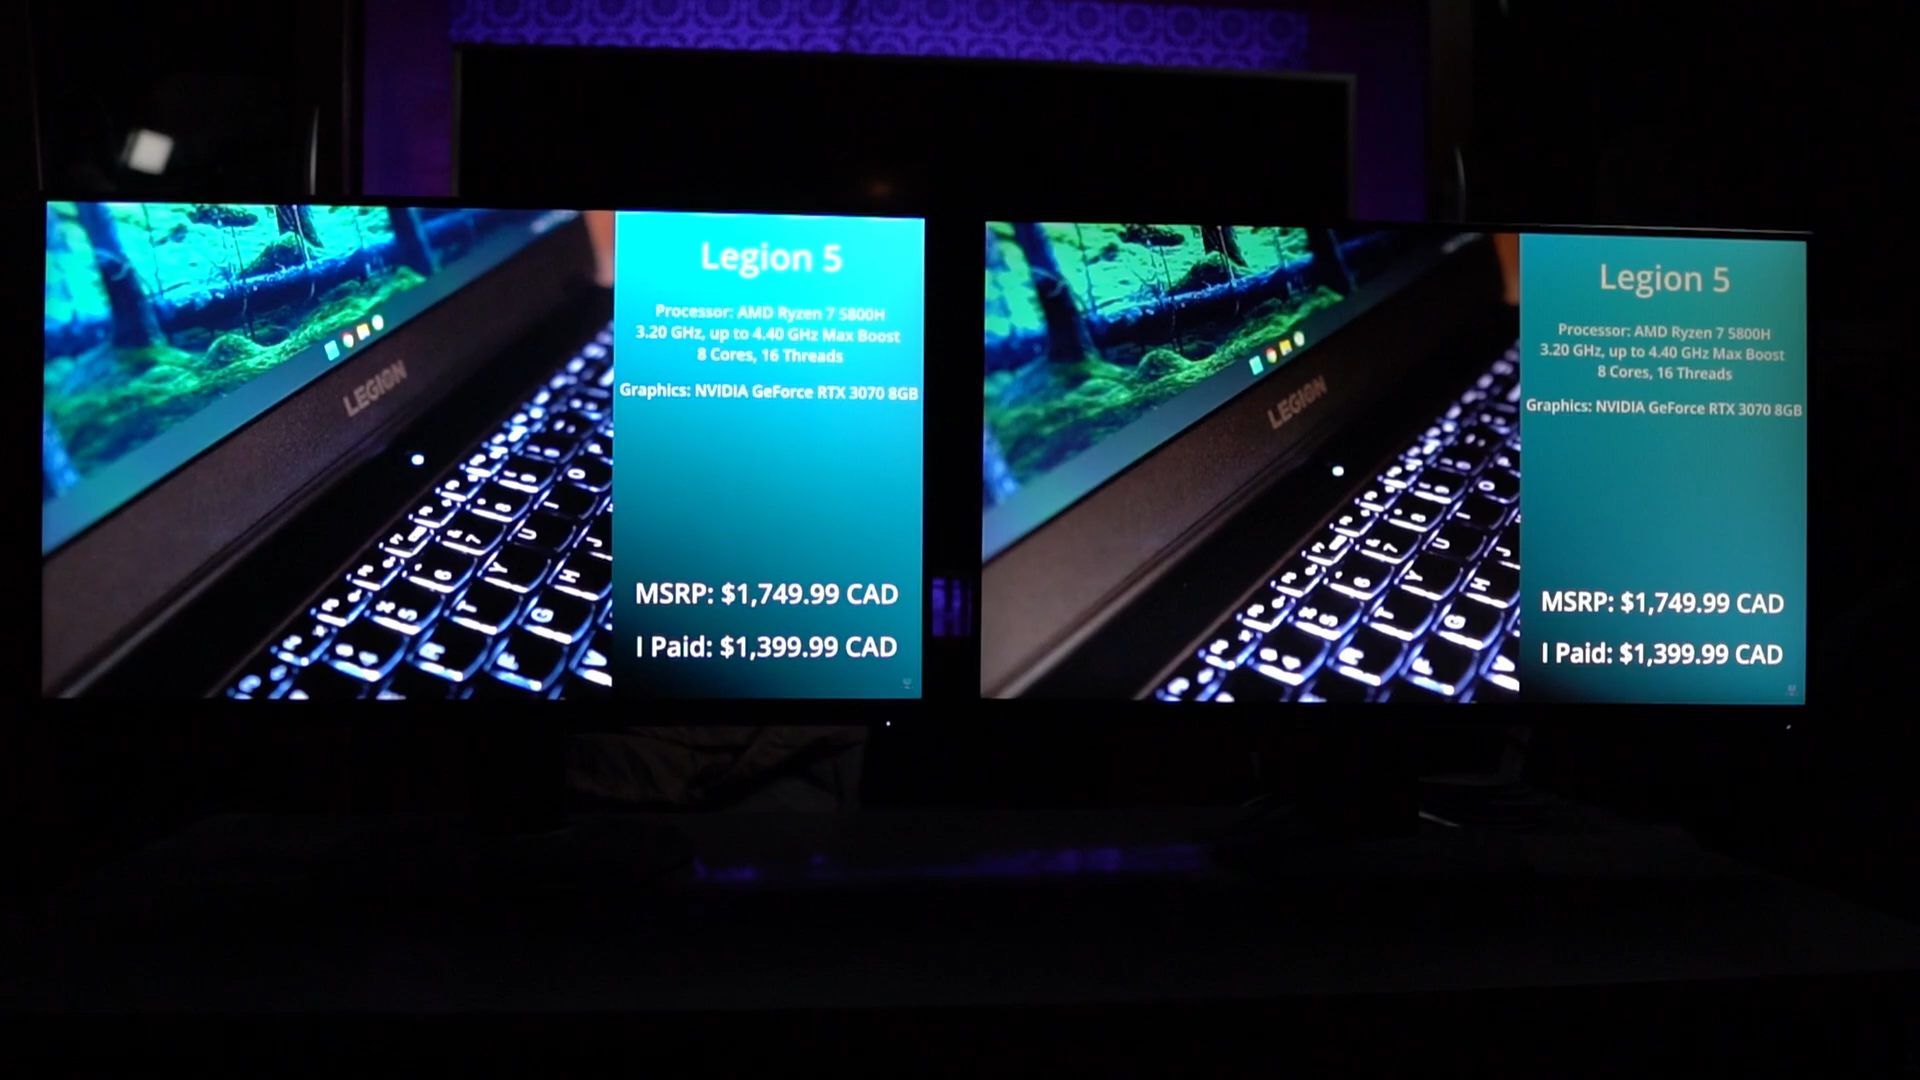 LEGION
Legion 5
Processor: AMD Ryzen 7 5800H
3.20 GHz, up to 4.40 GHz Max Boost
8 Cores, 16 Threads
Graphics: NVIDIA GeForce RTX 3070 8GB
MSRP: $1,749.99 CAD
I Paid: $1,399.99 CAD
LEGION
Legion 5
Processor: AMD Ryzen 7 5800H
3.20 GHz, up to 4.40 GHz Max Boost
8 Cores, 16 Threads
Graphics: NVIDIA GeForce RTX 3070 8GB
MSRP: $1,749.99 CAD
I Paid: $1,399.99 CAD